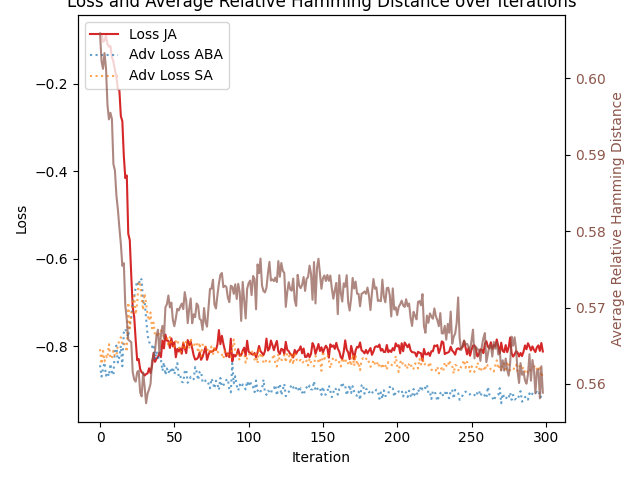 Loss and Average Relative Hamming Distance over Iterations
Loss JA
Adv Loss ABA
Adv Loss SA
−0.2
−0.4
−0.6
−0.8
Loss
0.60
0.59
0.58
0.57
0.56
Average Relative Hamming Distance
0 50 100 150 200 250 300
Iteration